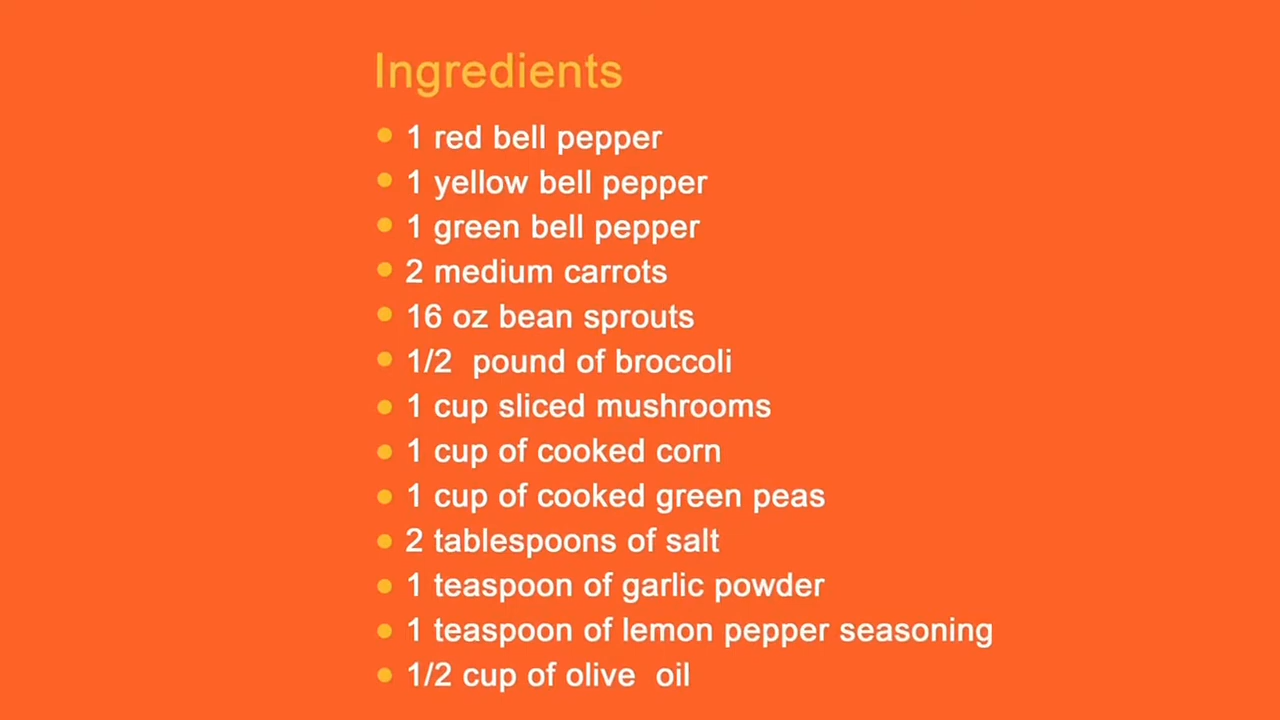 Ingredients
1 red bell pepper
1 yellow bell pepper
1 green bell pepper
2 medium carrots
16 oz bean sprouts
1/2 pound of broccoli
1 cup sliced mushrooms
1 cup of cooked corn
1 cup of cooked green peas
2 tablespoons of salt
1 teaspoon of garlic powder
1 teaspoon of lemon pepper seasoning
1/2 cup of olive oil